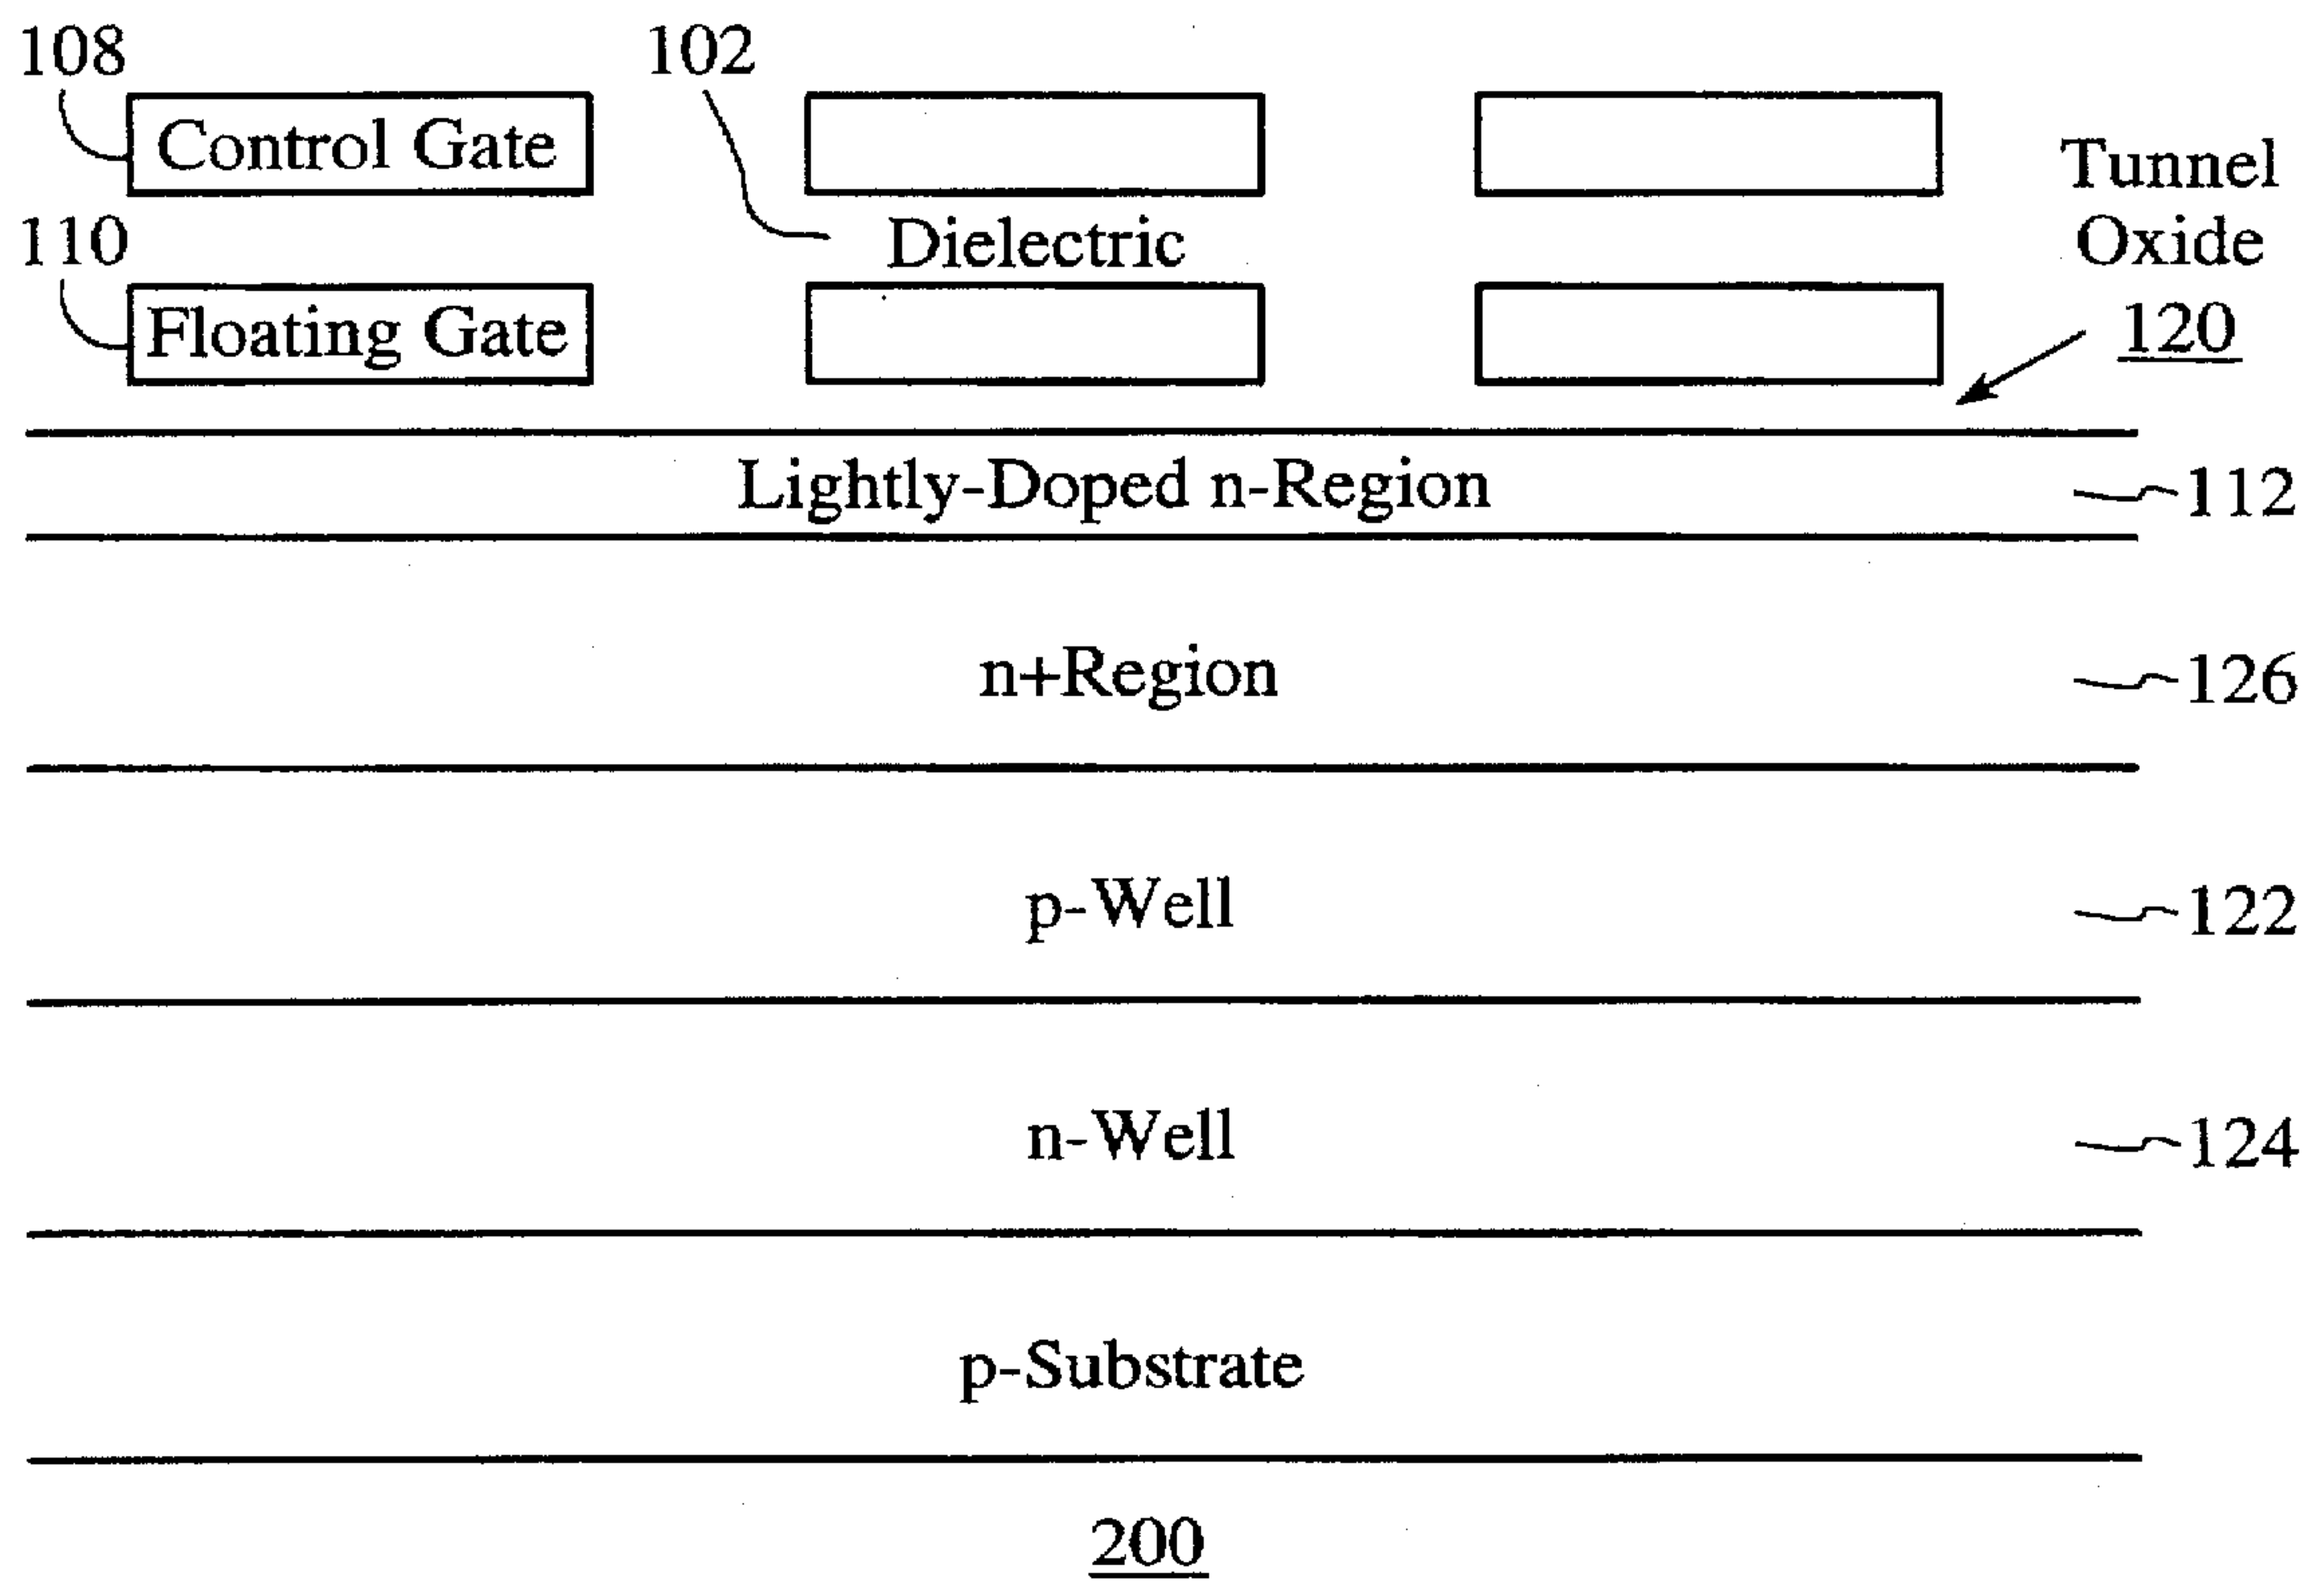 108
102
Control Gate
Tunnel
Oxide
120
110
Dielectric
Floating Gate
Lightly-Doped n-Region
112
n+Region
126
p-Well
122
n-Well
124
p-Substrate
200